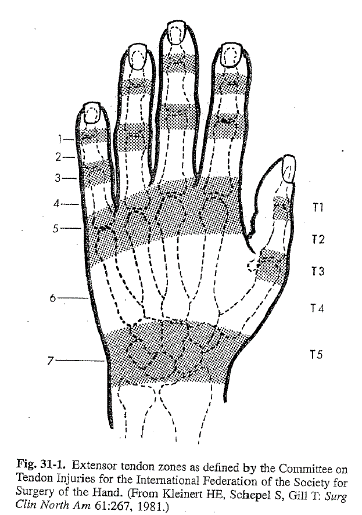 1
2
3
4
5
6
7
T1
T2
T3
T4
T5
Fig. 31-1. Extensor tendon zones as defined by the Committee on
Tendon Injuries for the International Federation of the Society for
Surgery of the Hand. (From Kleinert HE, Schepel S, Gill T: Surg
Clin North Am 61:267, 1981.)